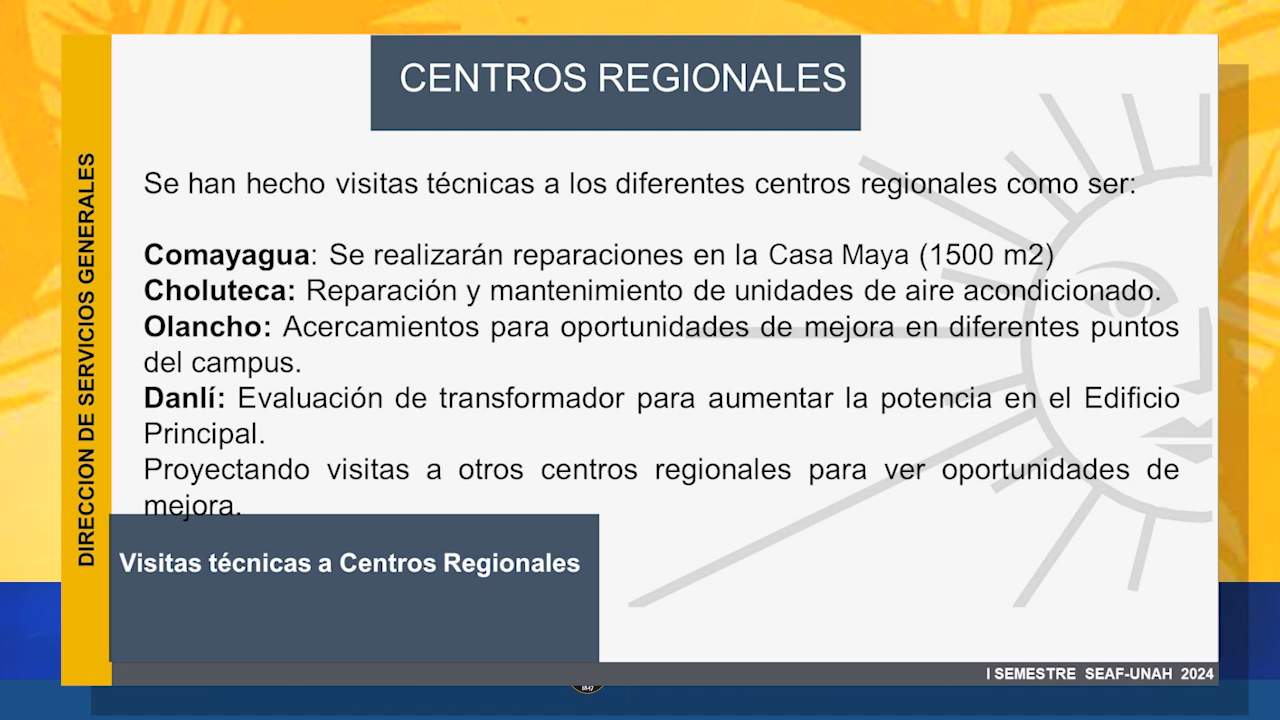 CENTROS REGIONALES
DIRECCION DE SERVICIOS GENERALES
Se han hecho visitas técnicas a los diferentes centros regionales como ser:
Comayagua: Se realizarán reparaciones en la Casa Maya (1500 m2)
Choluteca: Reparación y mantenimiento de unidades de aire acondicionado.
Olancho: Acercamientos para oportunidades de mejora en diferentes puntos
del campus.
Danlí: Evaluación de transformador para aumentar la potencia en el Edificio
Principal.
Proyectando visitas a otros centros regionales para ver oportunidades de
mejora.
Visitas técnicas a Centros Regionales
I SEMESTRE SEAF-UNAH 2024
1847